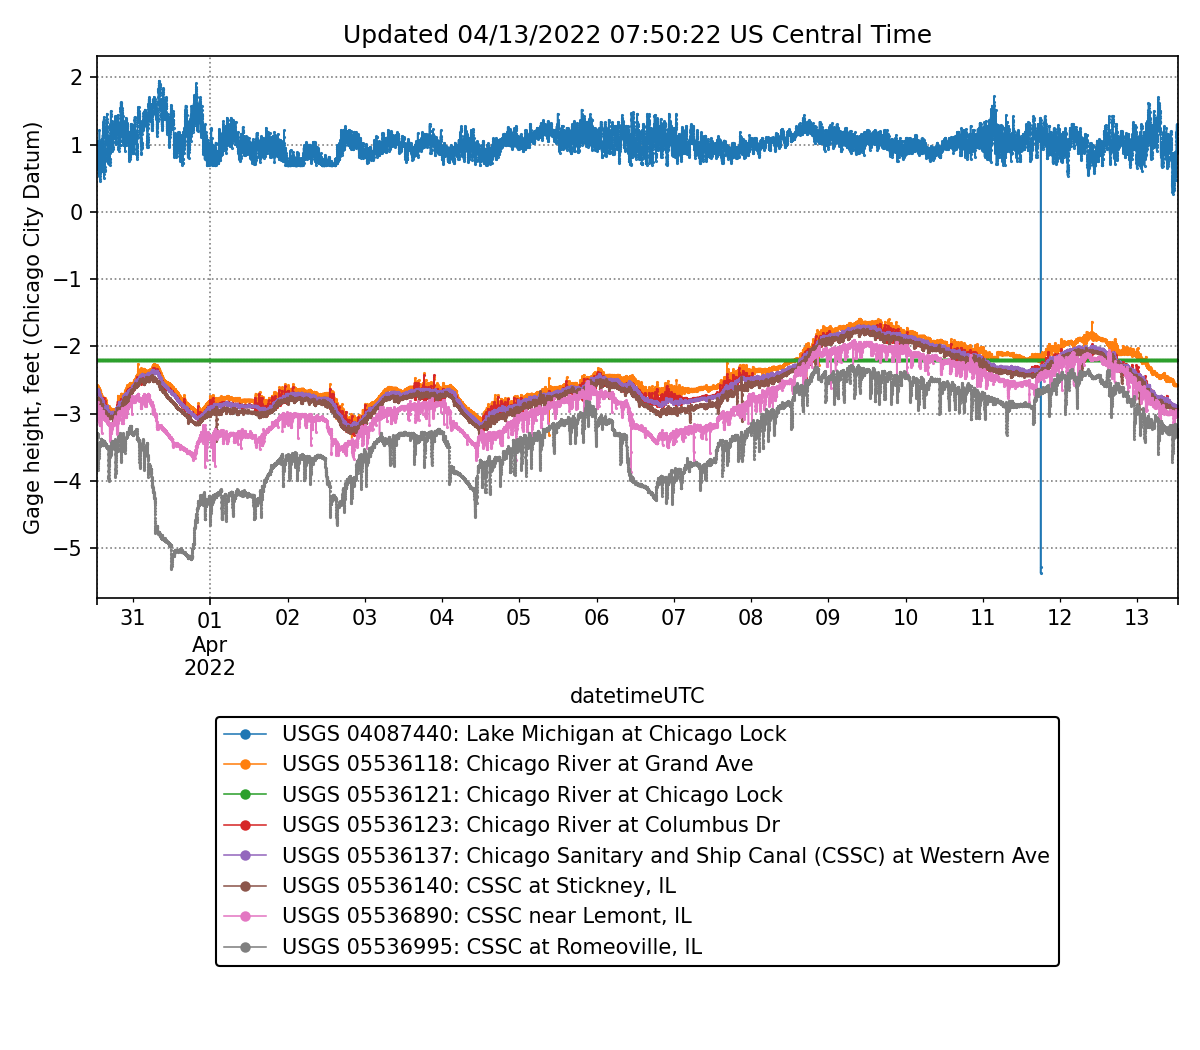 Updated 04/13/2022 07:50:22 US Central Time
Gage height, feet (Chicago City Datum)
2
1
0
−1
−2
−3
−4
−5
31 01 02 03 04 05 06 07 08 09 10 11 12 13
Apr
2022
datetimeUTC
USGS 04087440: Lake Michigan at Chicago Lock
USGS 05536118: Chicago River at Grand Ave
USGS 05536121: Chicago River at Chicago Lock
USGS 05536123: Chicago River at Columbus Dr
USGS 05536137: Chicago Sanitary and Ship Canal (CSSC) at Western Ave
USGS 05536140: CSSC at Stickney, IL
USGS 05536890: CSSC near Lemont, IL
USGS 05536995: CSSC at Romeoville, IL